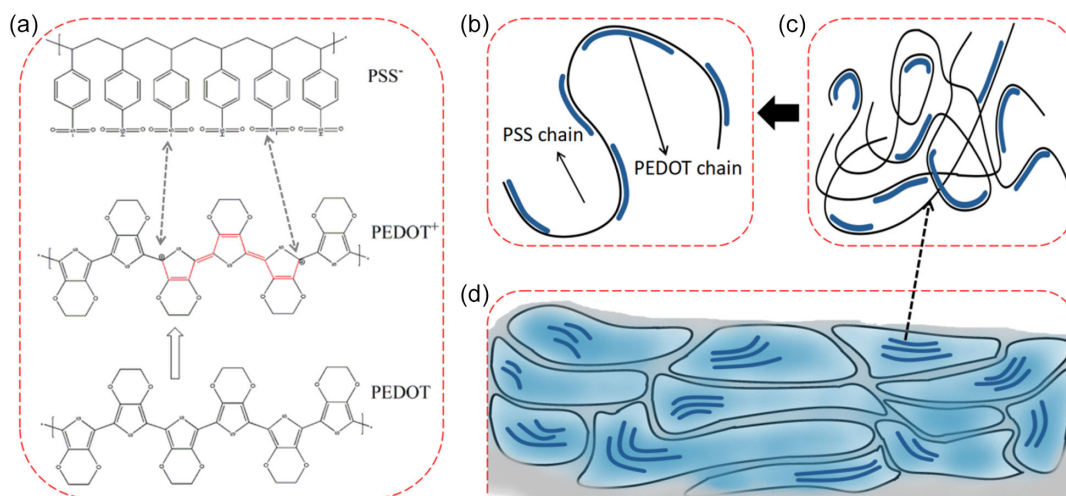 (a)
PSS⁻
PEDOT⁺
PEDOT
(b)
PSS chain
PEDOT chain
(c)
(d)